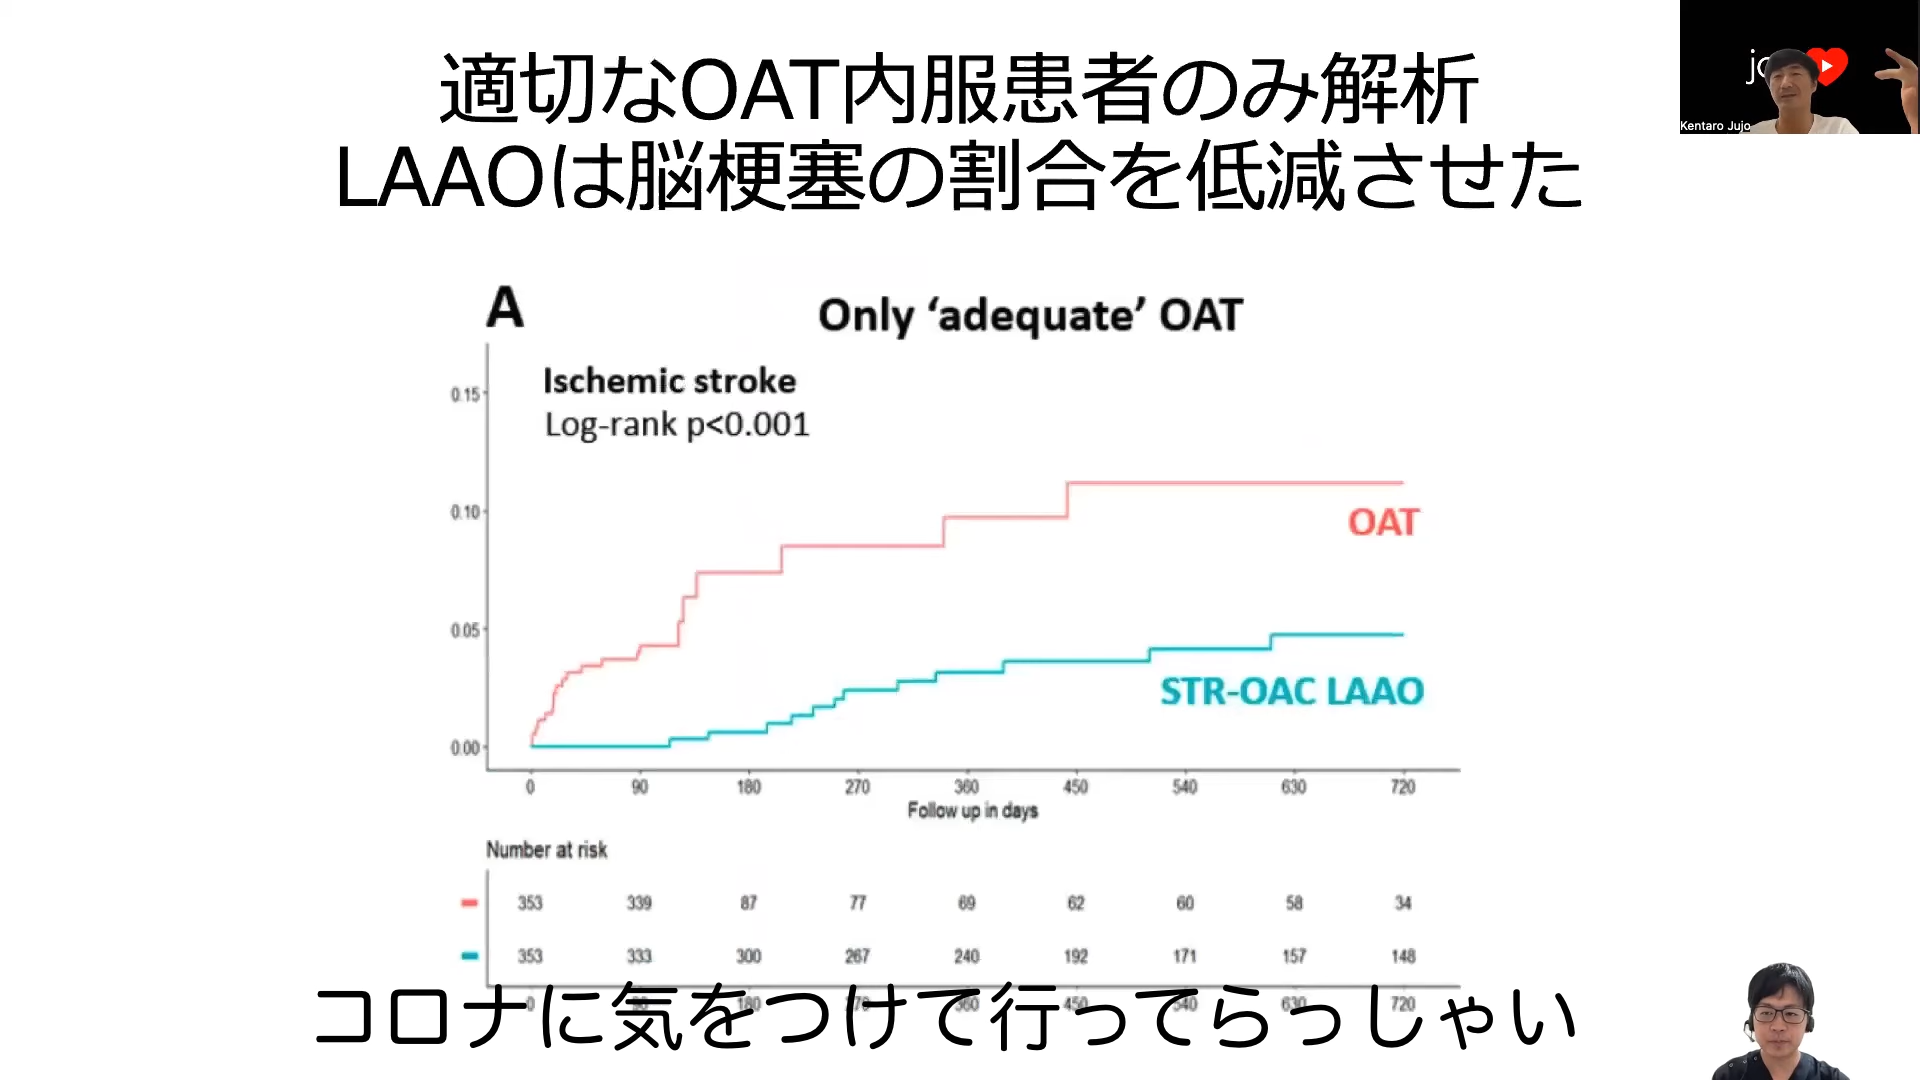 適切なOAT内服患者のみ解析
LAAOは脳梗塞の割合を低減させた
Kentaro Jujo
A
Only ‘adequate’ OAT
Ischemic stroke
Log-rank p<0.001
0.15
0.10
0.05
0.00
OAT
STR-OAC LAAO
0 90 180 270 360 450 540 630 720
Follow up in days
Number at risk
353 339 87 77 69 62 60 58 34
353 333 300 267 240 192 171 157 148
0 90 180 270 360 450 540 630 720
コロナに気をつけて行ってらっしゃい